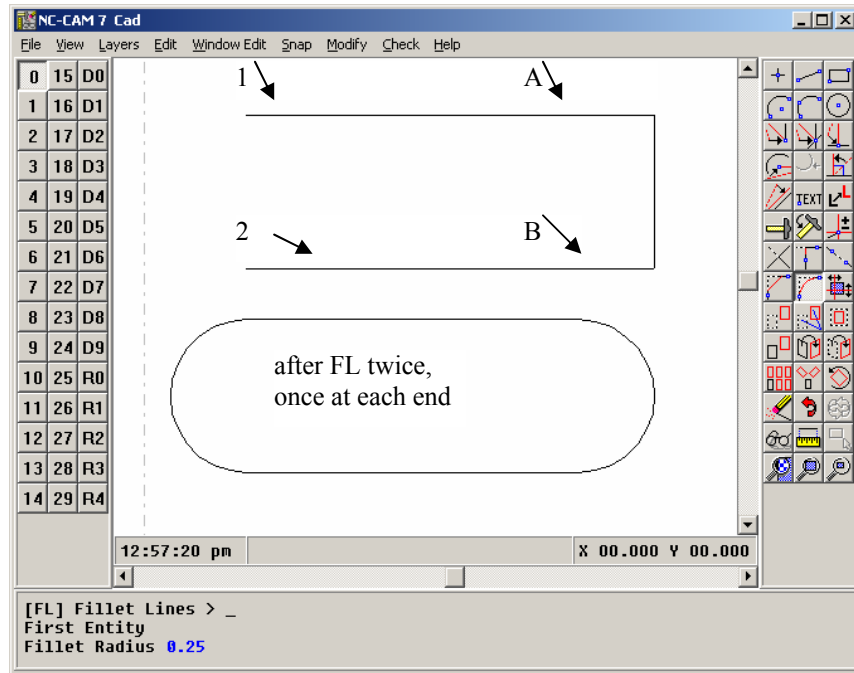 NC-CAM 7 Cad
File View Layers Edit Window Edit Snap Modify Check Help
0 15 D0
1 16 D1
2 17 D2
3 18 D3
4 19 D4
5 20 D5
6 21 D6
7 22 D7
8 23 D8
9 24 D9
10 25 R0
11 26 R1
12 27 R2
13 28 R3
14 29 R4
1 A
2 B
after FL twice,
once at each end
TEXT
12:57:20 pm X 00.000 Y 00.000
[FL] Fillet Lines > _
First Entity
Fillet Radius 0.25